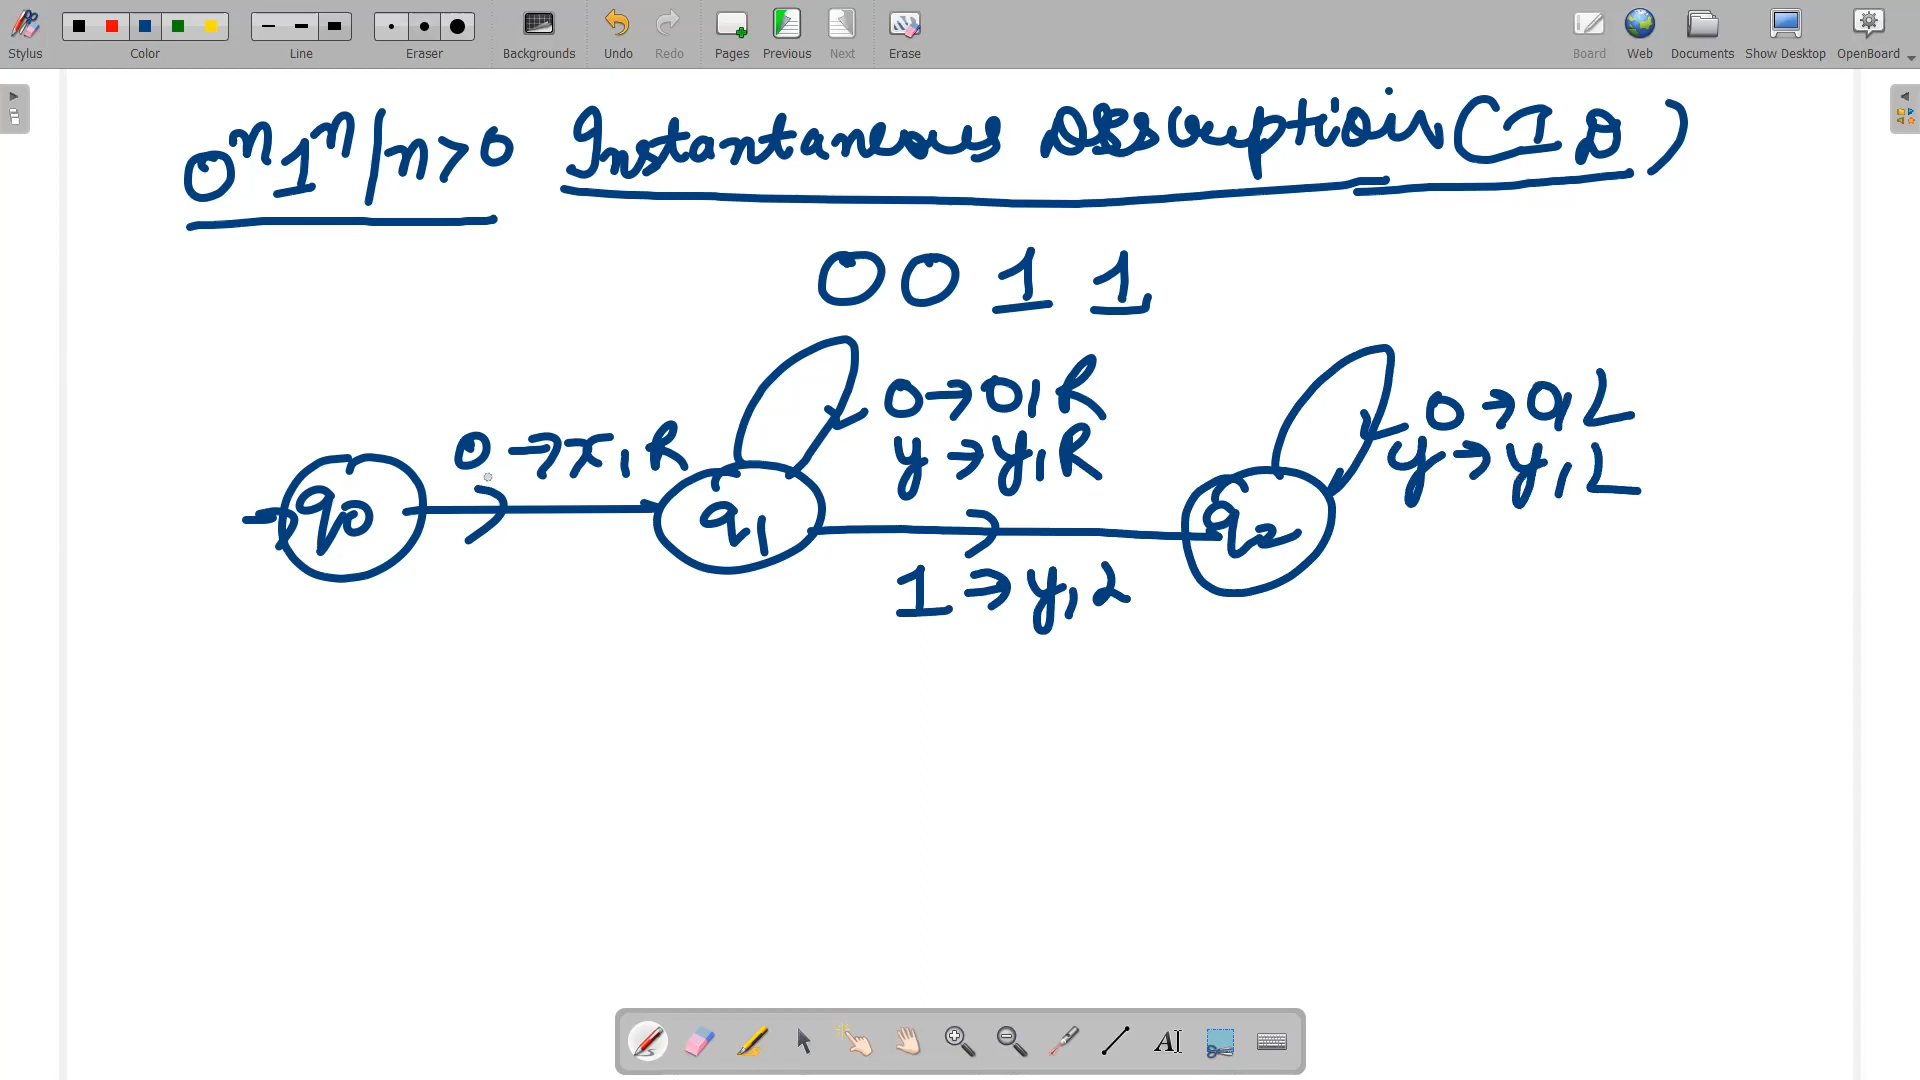 Stylus Color Line Eraser Backgrounds Undo Redo Pages Previous Next Erase Board Web Documents Show Desktop OpenBoard
0ⁿ1ⁿ/n>0 Instantaneous Description (ID)
0 0 1 1
0→0,R
y→y,R
0→0,L
y→y,L
0→x,R
q0
q1
q2
1→y,L